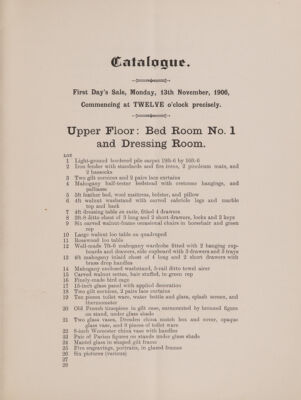 Catalogue.
First Day's Sale, Monday, 13th November, 1906,
Commencing at TWELVE o'clock precisely.
Upper Floor: Bed Room No. 1
and Dressing Room.
LOT
1 Light-ground bordered pile carpet 19ft-6 by 10ft-6
2 Iron fender with standards and fire irons, 2 linoleum mats, and
2 hassocks
3 Two gilt cornices and 2 pairs lace curtains
4 Mahogany half-tester bedstead with cretonne hangings, and
palliasse
5 5ft feather bed, wool mattress, bolster, and pillow
6 4ft walnut washstand with carved cabriole legs and marble
top and back
7 4ft dressing table en suite, fitted 4 drawers
8 3ft-8 ditto chest of 3 long and 2 short drawers, locks and 2 keys
9 Six carved walnut-frame occasional chairs in horsehair and green
rep
10 Large walnut loo table on quadruped
11 Rosewood loo table
12 Well-made 7ft-6 mahogany wardrobe fitted with 2 hanging cup-
boards and drawers, side cupboard with 3 drawers and 3 trays
13 4ft mahogany inlaid chest of 4 long and 2 short drawers with
brass drop handles
14 Mahogany enclosed washstand, 3-tall ditto towel airer
15 Carved walnut settee, hair stuffed, in green rep
16 Finely-made bird cage
17 15-inch glass panel with applied decoration
18 Two gilt cornices, 2 pairs lace curtains
19 Ten pieces toilet ware, water bottle and glass, splash screen, and
thermometer
20 Old French timepiece in gilt case, surmounted by bronzed figure
on stand, under glass shade
21 Two glass vases, Dresden china match box and cover, opaque
glass vase, and 3 pieces of toilet ware
22 8-inch Worcester china vase with handles
23 Pair of Parian figures on stands under glass shade
24 Mantel glass in shaped gilt frame
25 Five engravings, portraits, in glazed frames
26 Six pictures (various)
27
28
29